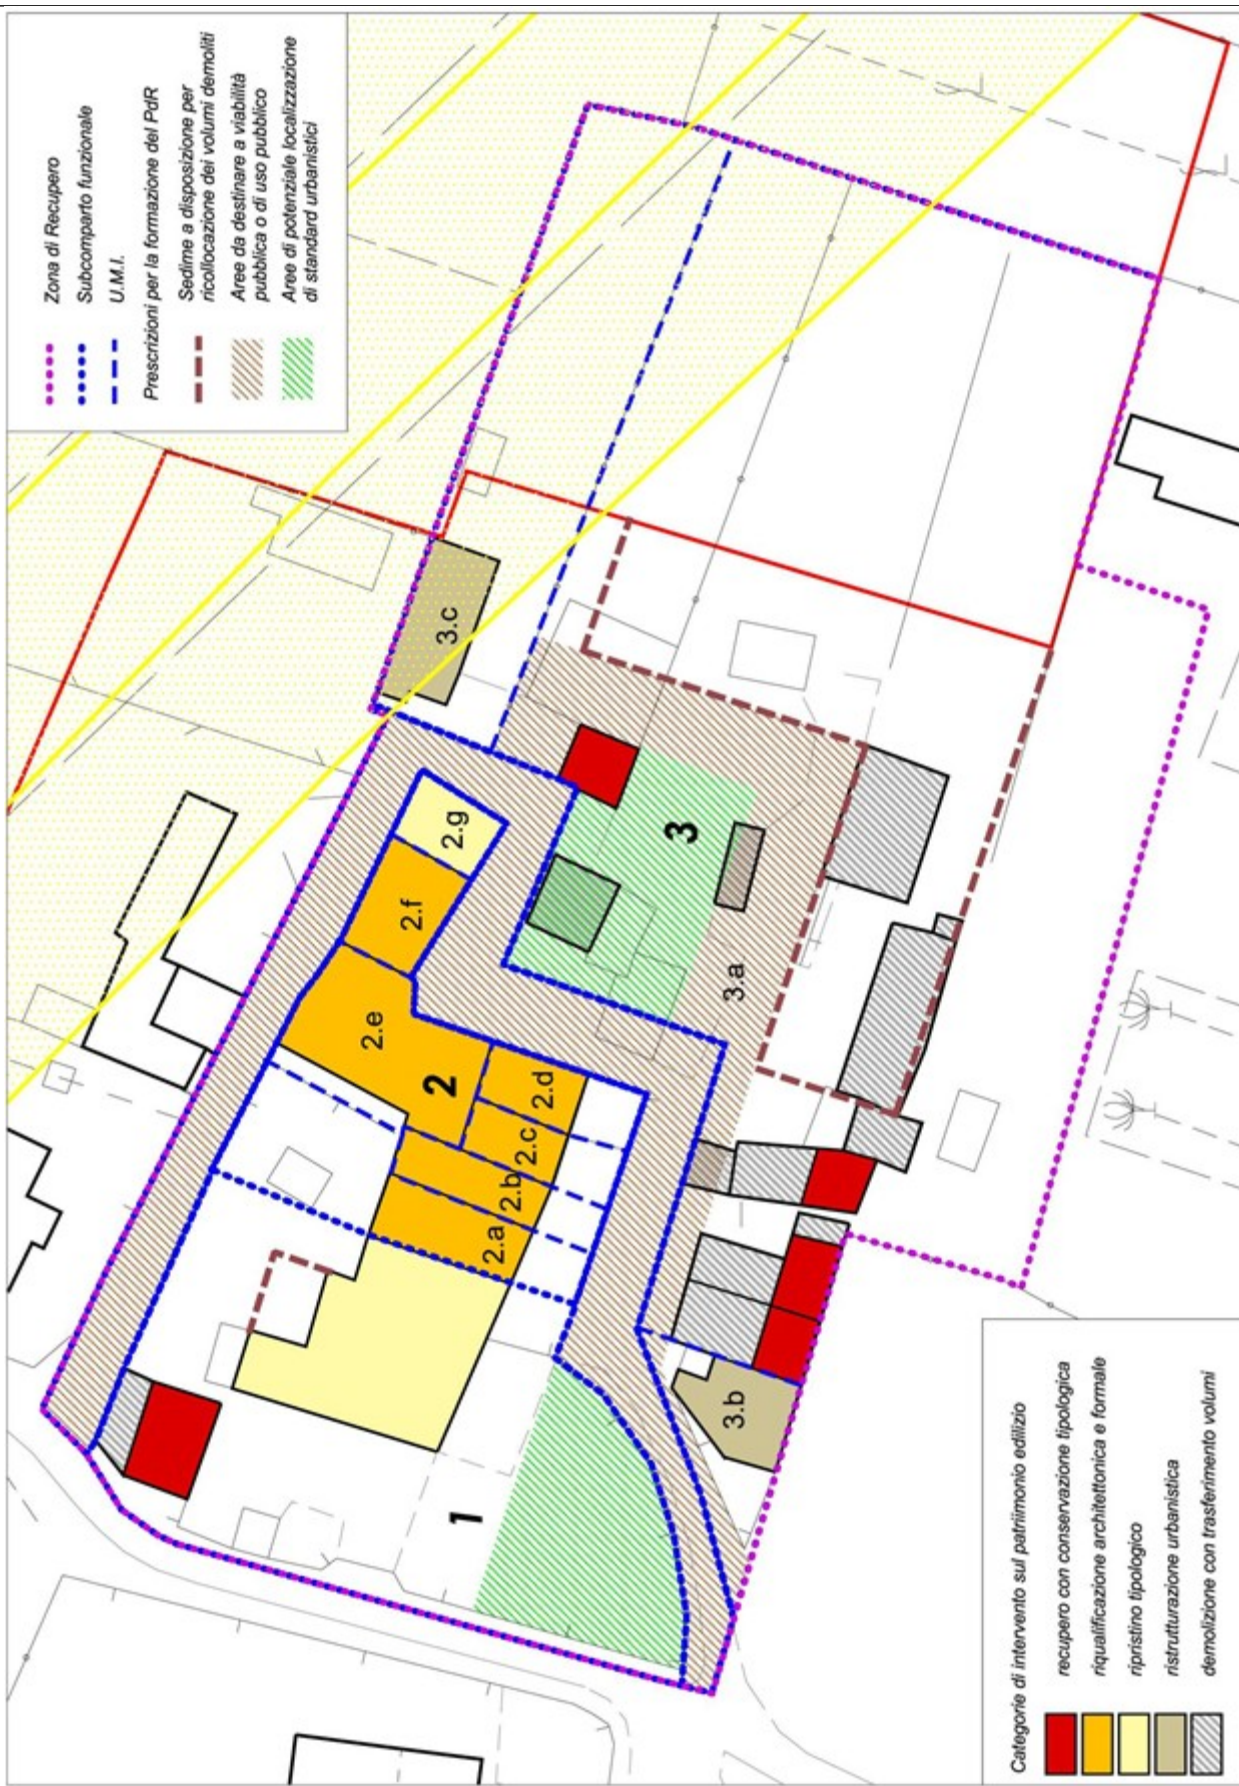 Zona di Recupero
Subcomparto funzionale
U.M.I.
Prescrizioni per la formazione del PdR
Sedime a disposizione per
ricollocazione dei volumi demoliti
Aree da destinare a viabilità
pubblica o di uso pubblico
Aree di potenziale localizzazione
di standard urbanistici
3.c
2.g
2.f
3
2.e
3.a
2
2.d
2.c
2.b
2.a
1
3.b
Categorie di intervento sul patrimonio edilizio
recupero con conservazione tipologica
riqualificazione architettonica e formale
ripristino tipologico
ristrutturazione urbanistica
demolizione con trasferimento volumi